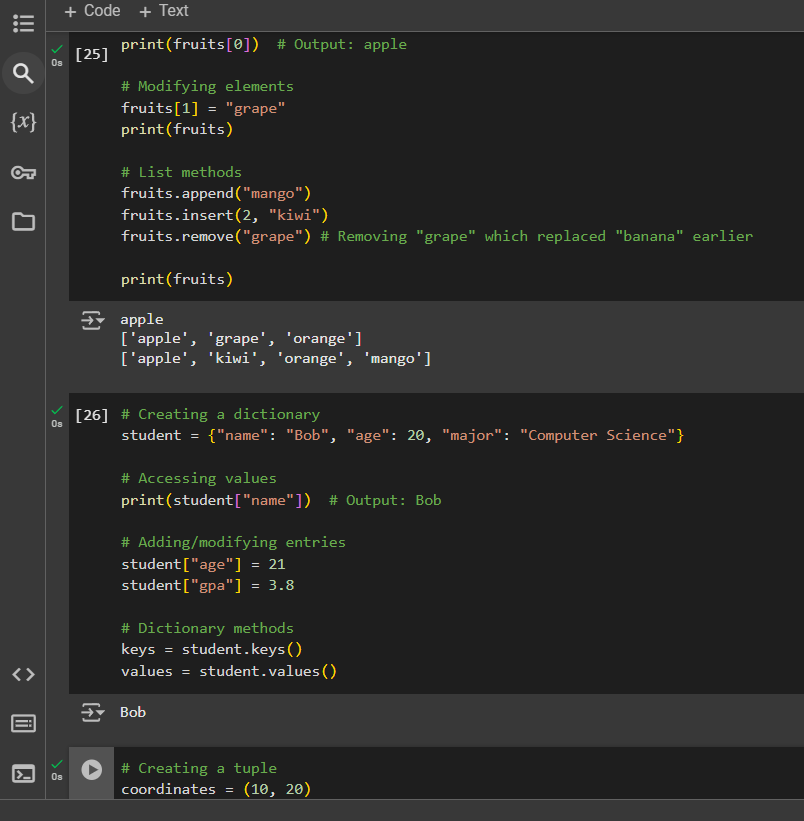 + Code + Text
[25]
0s
print(fruits[0])  # Output: apple
# Modifying elements
fruits[1] = "grape"
print(fruits)
# List methods
fruits.append("mango")
fruits.insert(2, "kiwi")
fruits.remove("grape") # Removing "grape" which replaced "banana" earlier
print(fruits)
apple
['apple', 'grape', 'orange']
['apple', 'kiwi', 'orange', 'mango']
[26]
0s
# Creating a dictionary
student = {"name": "Bob", "age": 20, "major": "Computer Science"}
# Accessing values
print(student["name"])  # Output: Bob
# Adding/modifying entries
student["age"] = 21
student["gpa"] = 3.8
# Dictionary methods
keys = student.keys()
values = student.values()
Bob
0s
# Creating a tuple
coordinates = (10, 20)
{x}